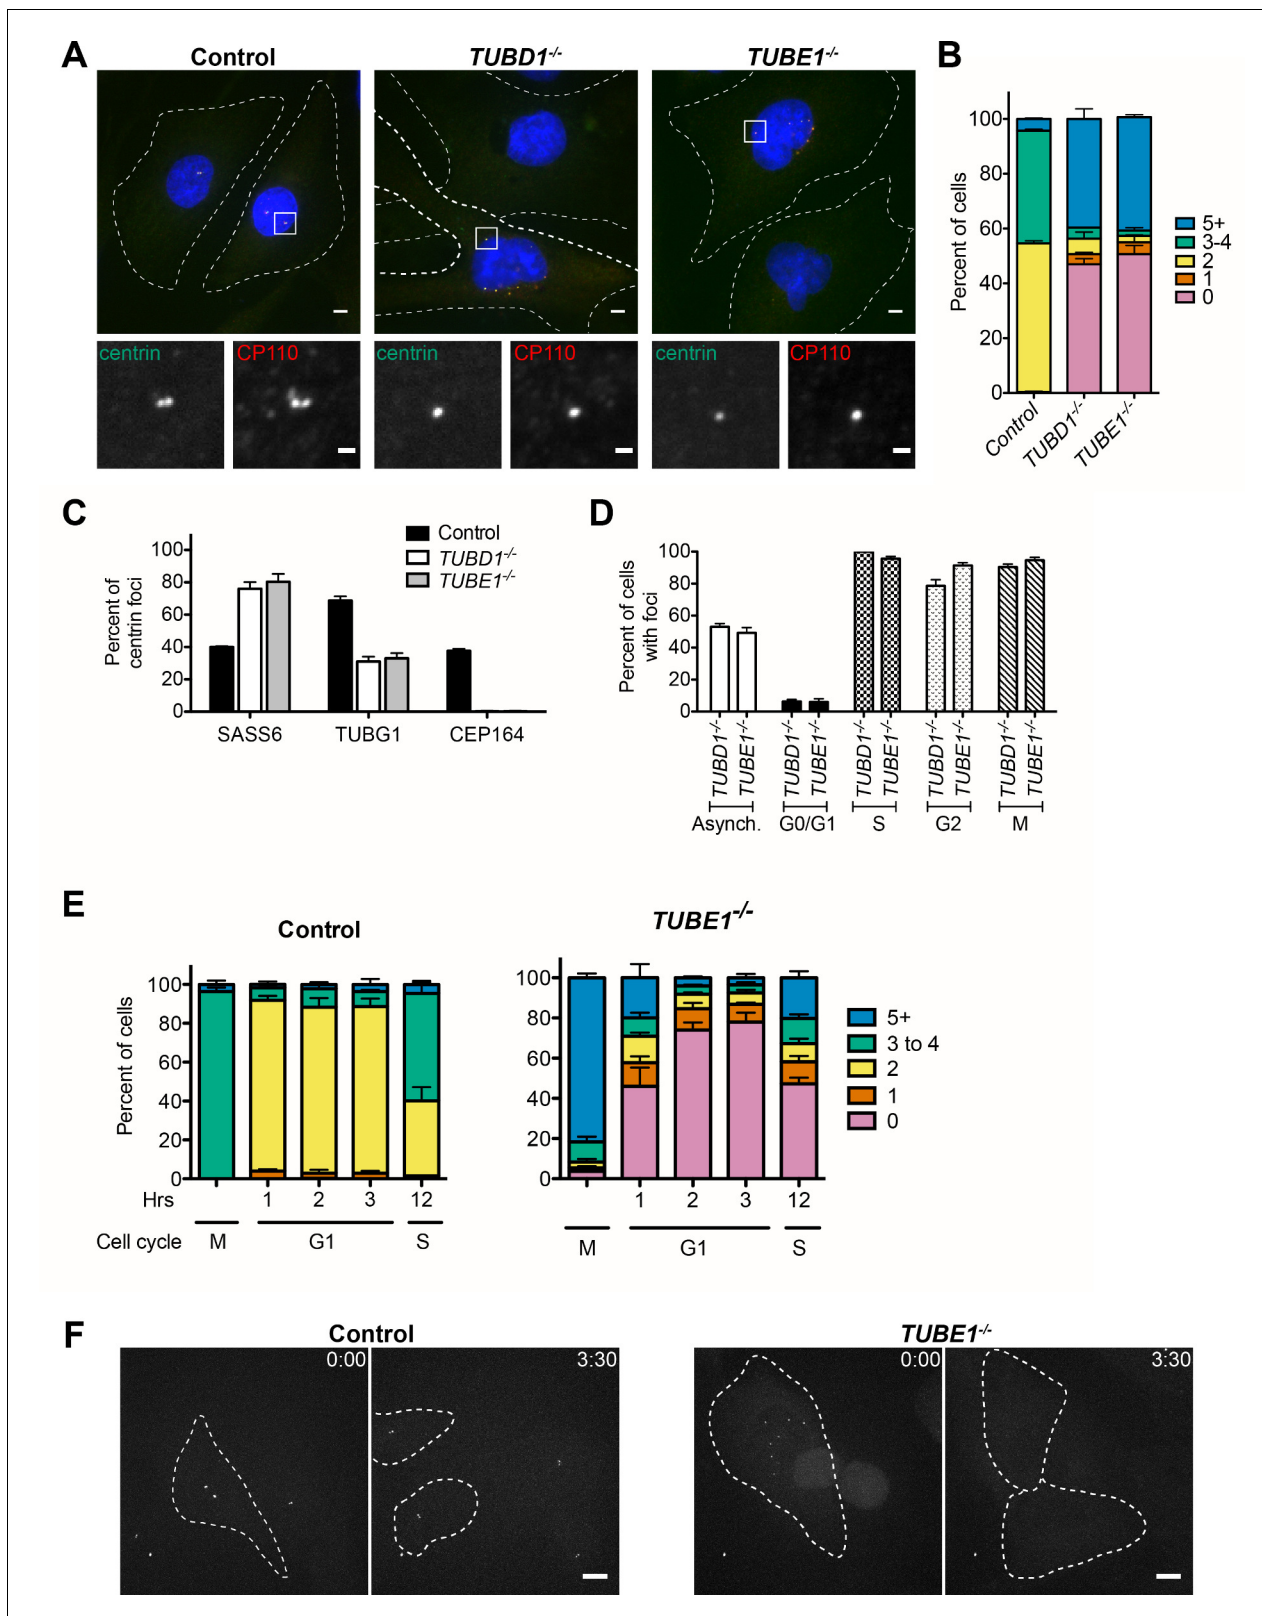 A
Control
TUBD1-/-
TUBE1-/-
centrin
CP110
centrin
CP110
centrin
CP110
B
Percent of cells
100
80
60
40
20
0
Control
TUBD1-/-
TUBE1-/-
5+
3-4
2
1
0
C
Percent of
centrin foci
100
80
60
40
20
0
SASS6
TUBG1
CEP164
Control
TUBD1-/-
TUBE1-/-
D
Percent of cells
with foci
100
80
60
40
20
0
TUBD1-/-
TUBE1-/-
TUBD1-/-
TUBE1-/-
TUBD1-/-
TUBE1-/-
TUBD1-/-
TUBE1-/-
TUBD1-/-
TUBE1-/-
Asynch.
G0/G1
S
G2
M
E
Control
Percent of cells
100
80
60
40
20
0
Hrs
1
2
3
12
Cell cycle
M
G1
S
TUBE1-/-
100
80
60
40
20
0
1
2
3
12
M
G1
S
5+
3 to 4
2
1
0
F
Control
0:00
3:30
TUBE1-/-
0:00
3:30